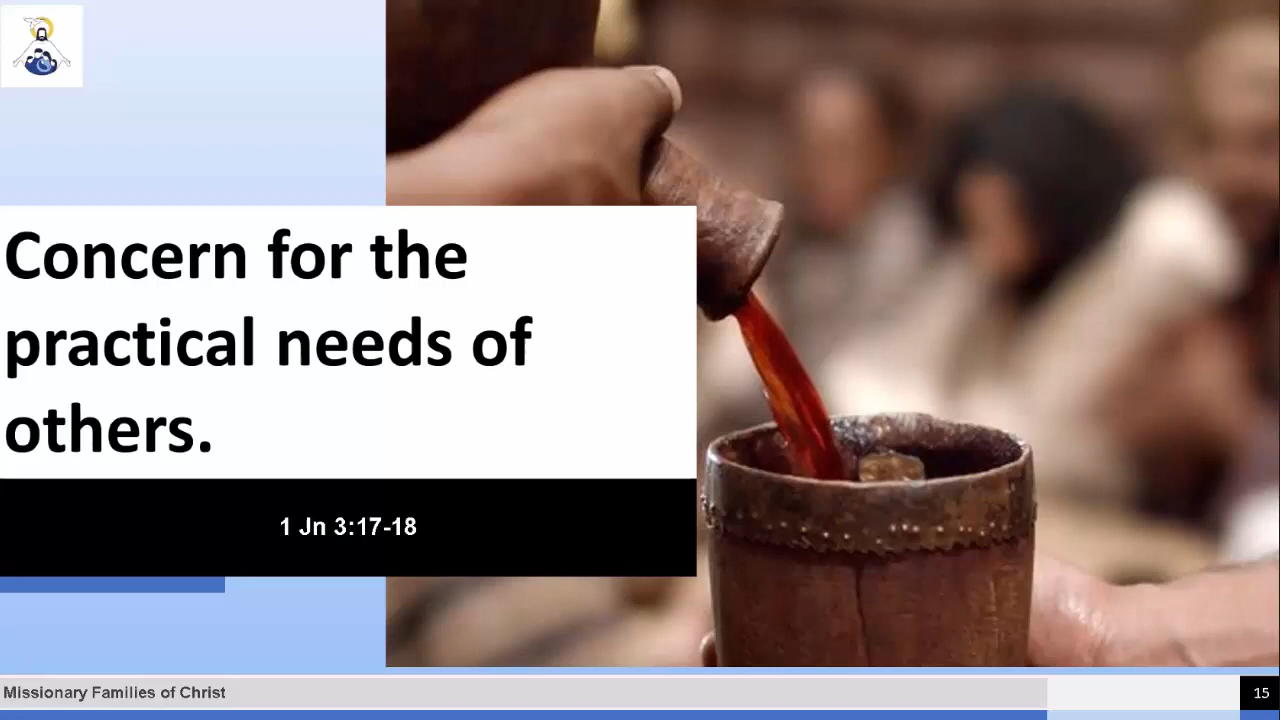 Concern for the
practical needs of
others.
1 Jn 3:17-18
Missionary Families of Christ
15